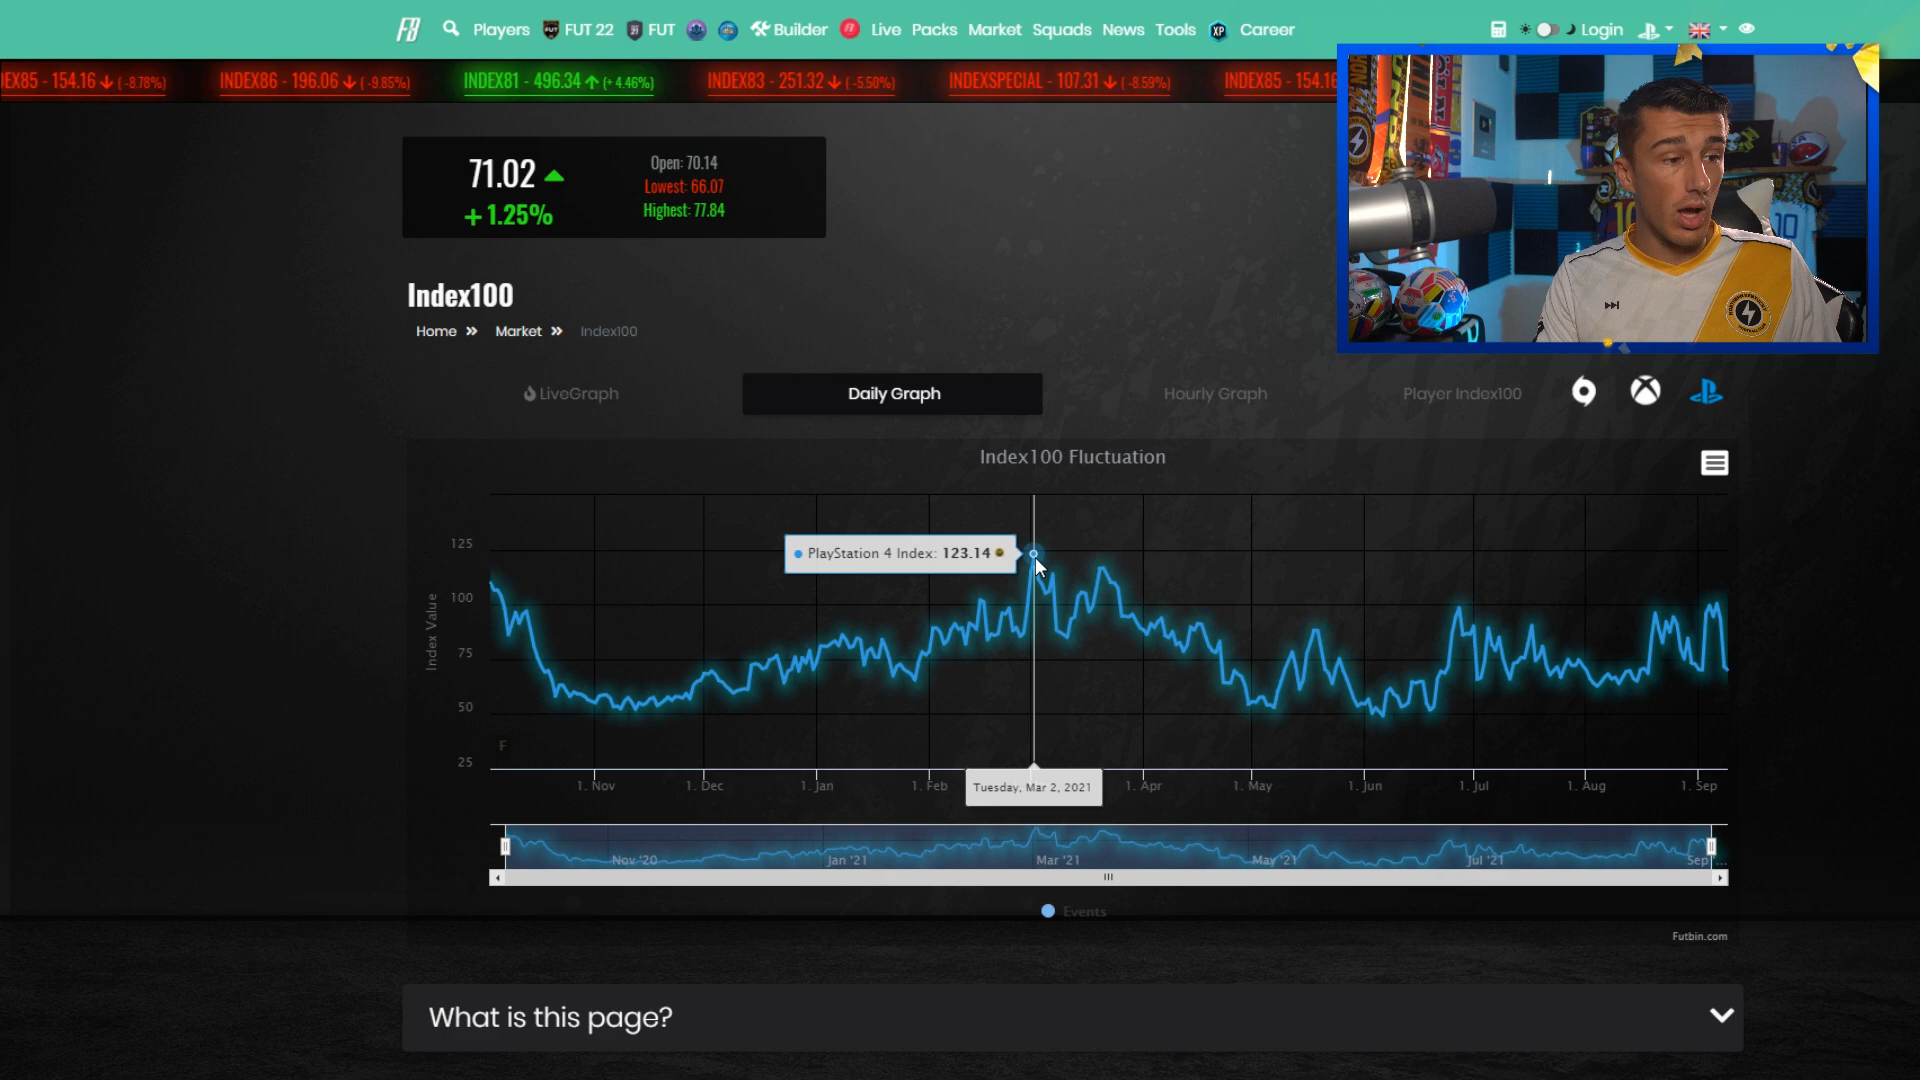 Players FUT 22 FUT Builder Live Packs Market Squads News Tools XP Career Login
EX85 - 154.16 ( -8.78%) INDEX86 - 196.06 ( -9.85%) INDEX81 - 496.34 (+ 4.46%) INDEX83 - 251.32 ( -5.50%) INDEXSPECIAL - 107.31 ( -8.59%) INDEX85 - 154.16
71.02
+ 1.25%
Open: 70.14
Lowest: 66.07
Highest: 77.84
Index100
Home » Market » Index100
LiveGraph Daily Graph Hourly Graph Player Index100
Index100 Fluctuation
Index Value
125
100
75
50
25
PlayStation 4 Index: 123.14
F
1. Nov 1. Dec 1. Jan 1. Feb Tuesday, Mar 2, 2021 1. Apr 1. May 1. Jun 1. Jul 1. Aug 1. Sep
Nov '20 Jan '21 Mar '21 May '21 Jul '21 Sep ...
Events
Futbin.com
What is this page?
10
10